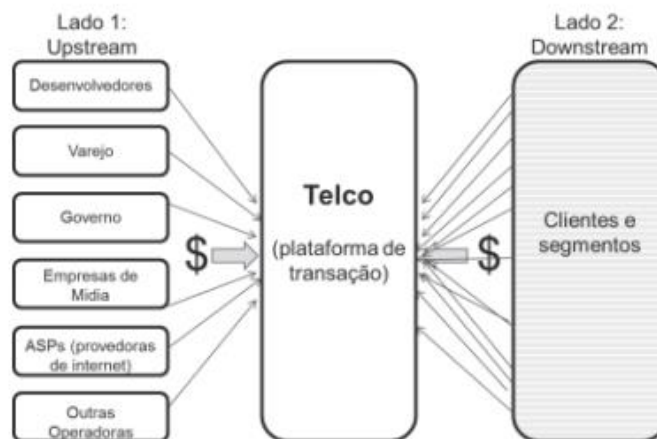 Lado 1:
Upstream
Desenvolvedores
Varejo
Governo
Empresas de
Mídia
ASPs (provedoras
de internet)
Outras
Operadoras
$
Telco
(plataforma de
transação)
$
Lado 2:
Downstream
Clientes e
segmentos